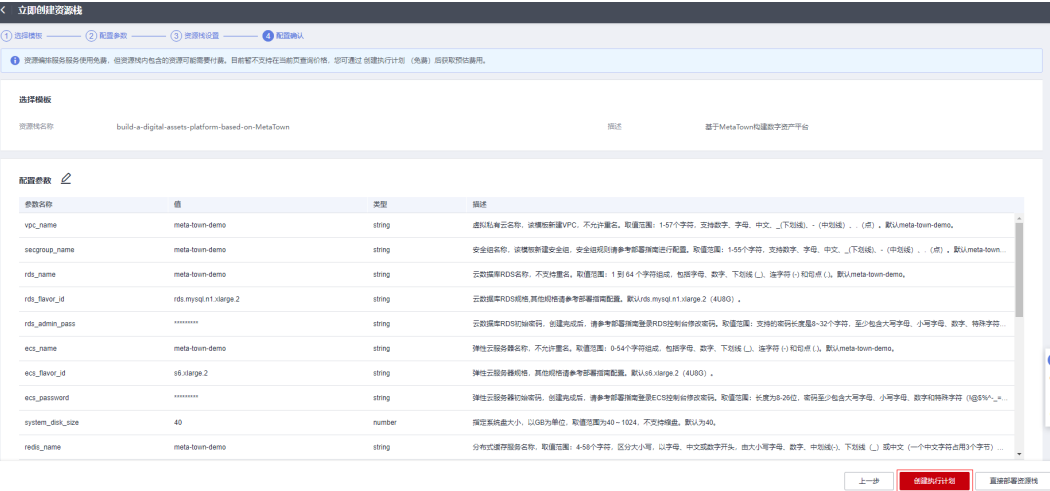 立即创建资源栈
1 选择模板 2 配置参数 3 资源栈设置 4 配置确认
资源编排服务服务使用免费，但资源栈内包含的资源可能需要付费。目前暂不支持在当前页查询价格，您可通过 创建执行计划 （免费）后获取预估费用。
选择模板
资源栈名称 build-a-digital-assets-platform-based-on-MetaTown 描述 基于MetaTown构建数字资产平台
配置参数
参数名称 值 类型 描述
vpc_name meta-town-demo string 虚拟私有云名称，该模板新建VPC，不允许重名。取值范围：1-57个字符，支持数字、字母、中文、_(下划线)、-（中划线）、.（点）。默认meta-town-demo。
secgroup_name meta-town-demo string 安全组名称，该模板新建安全组，安全组规则请参考部署指南进行配置。取值范围：1-55个字符，支持数字、字母、中文、_(下划线)、-（中划线）、.（点）。默认meta-town...
rds_name meta-town-demo string 云数据库RDS名称，不支持重名。取值范围：1 到 64 个字符组成，包括字母、数字、下划线 (_)、连字符 (-) 和句点 (.)。默认meta-town-demo。
rds_flavor_id rds.mysql.n1.xlarge.2 string 云数据库RDS规格,其他规格请参考部署指南配置。默认rds.mysql.n1.xlarge.2（4U8G）。
rds_admin_pass ********* string 云数据库RDS初始密码，创建完成后，请参考部署指南登录RDS控制台修改密码。取值范围：支持的密码长度是8~32个字符，至少包含大写字母、小写字母、数字、特殊字符...
ecs_name meta-town-demo string 弹性云服务器名称，不允许重名。取值范围：0-54个字符组成，包括字母、数字、下划线 (_)、连字符 (-) 和句点 (.)。默认meta-town-demo。
ecs_flavor_id s6.xlarge.2 string 弹性云服务器规格，其他规格请参考部署指南配置。默认s6.xlarge.2（4U8G）。
ecs_password ********* string 弹性云服务器初始密码，创建完成后，请参考部署指南登录ECS控制台修改密码。取值范围：长度为8-26位，密码至少包含大写字母、小写字母、数字和特殊字符（!@$%^-_=...
system_disk_size 40 number 指定系统盘大小，以GB为单位，取值范围为40～1024，不支持缩盘。默认为40。
redis_name meta-town-demo string 分布式缓存服务名称，取值范围：4-58个字符，区分大小写，以字母、中文或数字开头，由大小写字母、数字、中划线(-)、下划线（_）或中文（一个中文字符占用3个字节）...
上一步 创建执行计划 直接部署资源栈